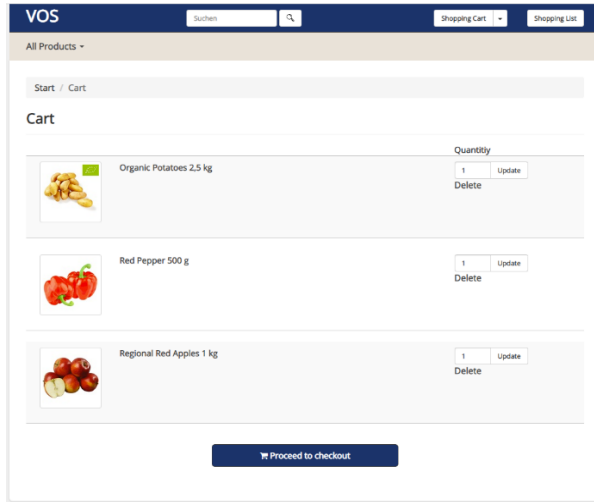 VOS Suchen Shopping Cart Shopping List
All Products
Start / Cart
Cart
Quantitiy
Organic Potatoes 2,5 kg 1 Update
Delete
Red Pepper 500 g 1 Update
Delete
Regional Red Apples 1 kg 1 Update
Delete
Proceed to checkout